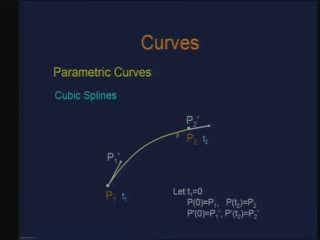 Curves
Parametric Curves
Cubic Splines
P₂'
P₂ t₂
P₁'
P₁ t₁
Let t₁=0
P(0)=P₁, P(t₂)=P₂
P'(0)=P₁', P'(t₂)=P₂'